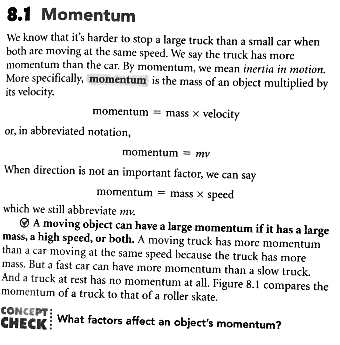 8.1 Momentum
We know that it's harder to stop a large truck than a small car when
both are moving at the same speed. We say the truck has more
momentum than the car. By momentum, we mean inertia in motion.
More specifically, momentum is the mass of an object multiplied by
its velocity.
momentum = mass × velocity
or, in abbreviated notation,
momentum = mv
When direction is not an important factor, we can say
momentum = mass × speed
which we still abbreviate mv.
A moving object can have a large momentum if it has a large
mass, a high speed, or both. A moving truck has more momentum
than a car moving at the same speed because the truck has more
mass. But a fast car can have more momentum than a slow truck.
And a truck at rest has no momentum at all. Figure 8.1 compares the
momentum of a truck to that of a roller skate.
CONCEPT
CHECK What factors affect an object's momentum?